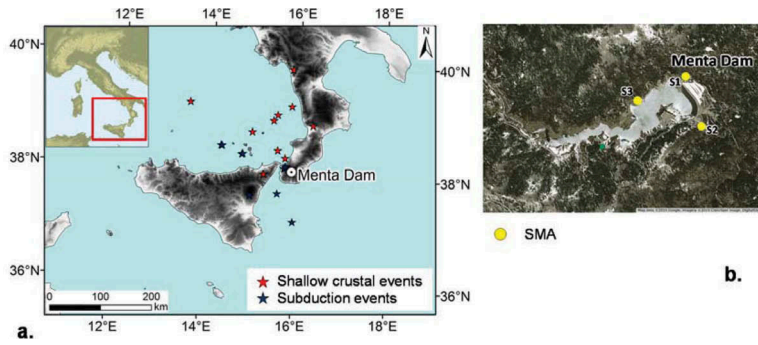 12°E 14°E 16°E 18°E
40°N
40°N
N
38°N
38°N
36°N
36°N
Menta Dam
★ Shallow crustal events
★ Subduction events
0 100 200
km
12°E 14°E 16°E 18°E
a.
Menta Dam
S1
S3
S2
SMA
b.